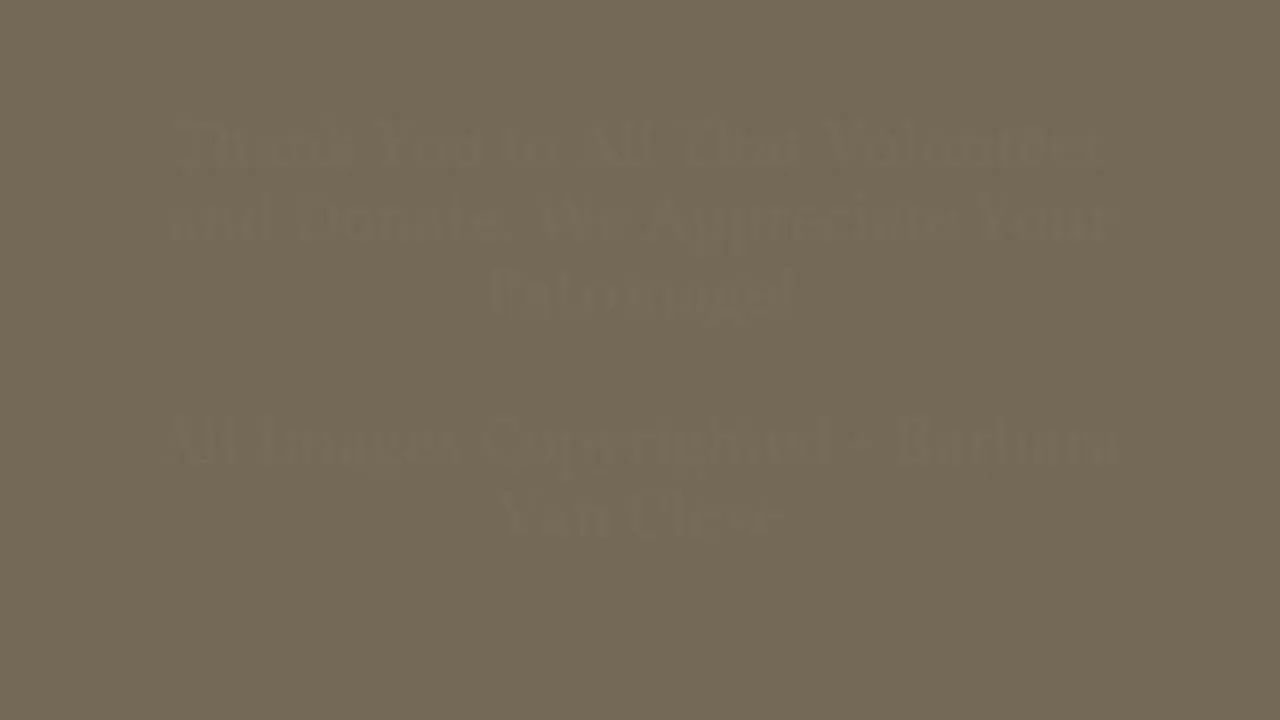 Thank You to All That Volunteer
and Donate. We Appreciate Your
Patronage!
All Images Copyrighted - Barbara
Van Cleve